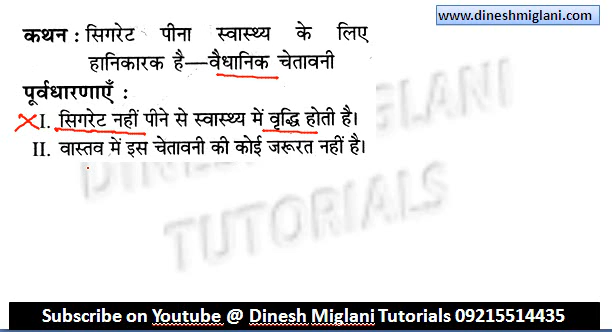 www.dineshmiglani.com
कथन : सिगरेट पीना स्वास्थ्य के लिए
हानिकारक है—वैधानिक चेतावनी
पूर्वधारणाएँ :
I. सिगरेट नहीं पीने से स्वास्थ्य में वृद्धि होती है।
II. वास्तव में इस चेतावनी की कोई जरूरत नहीं है।
DINESH MIGLANI
TUTORIALS
Subscribe on Youtube @ Dinesh Miglani Tutorials 09215514435